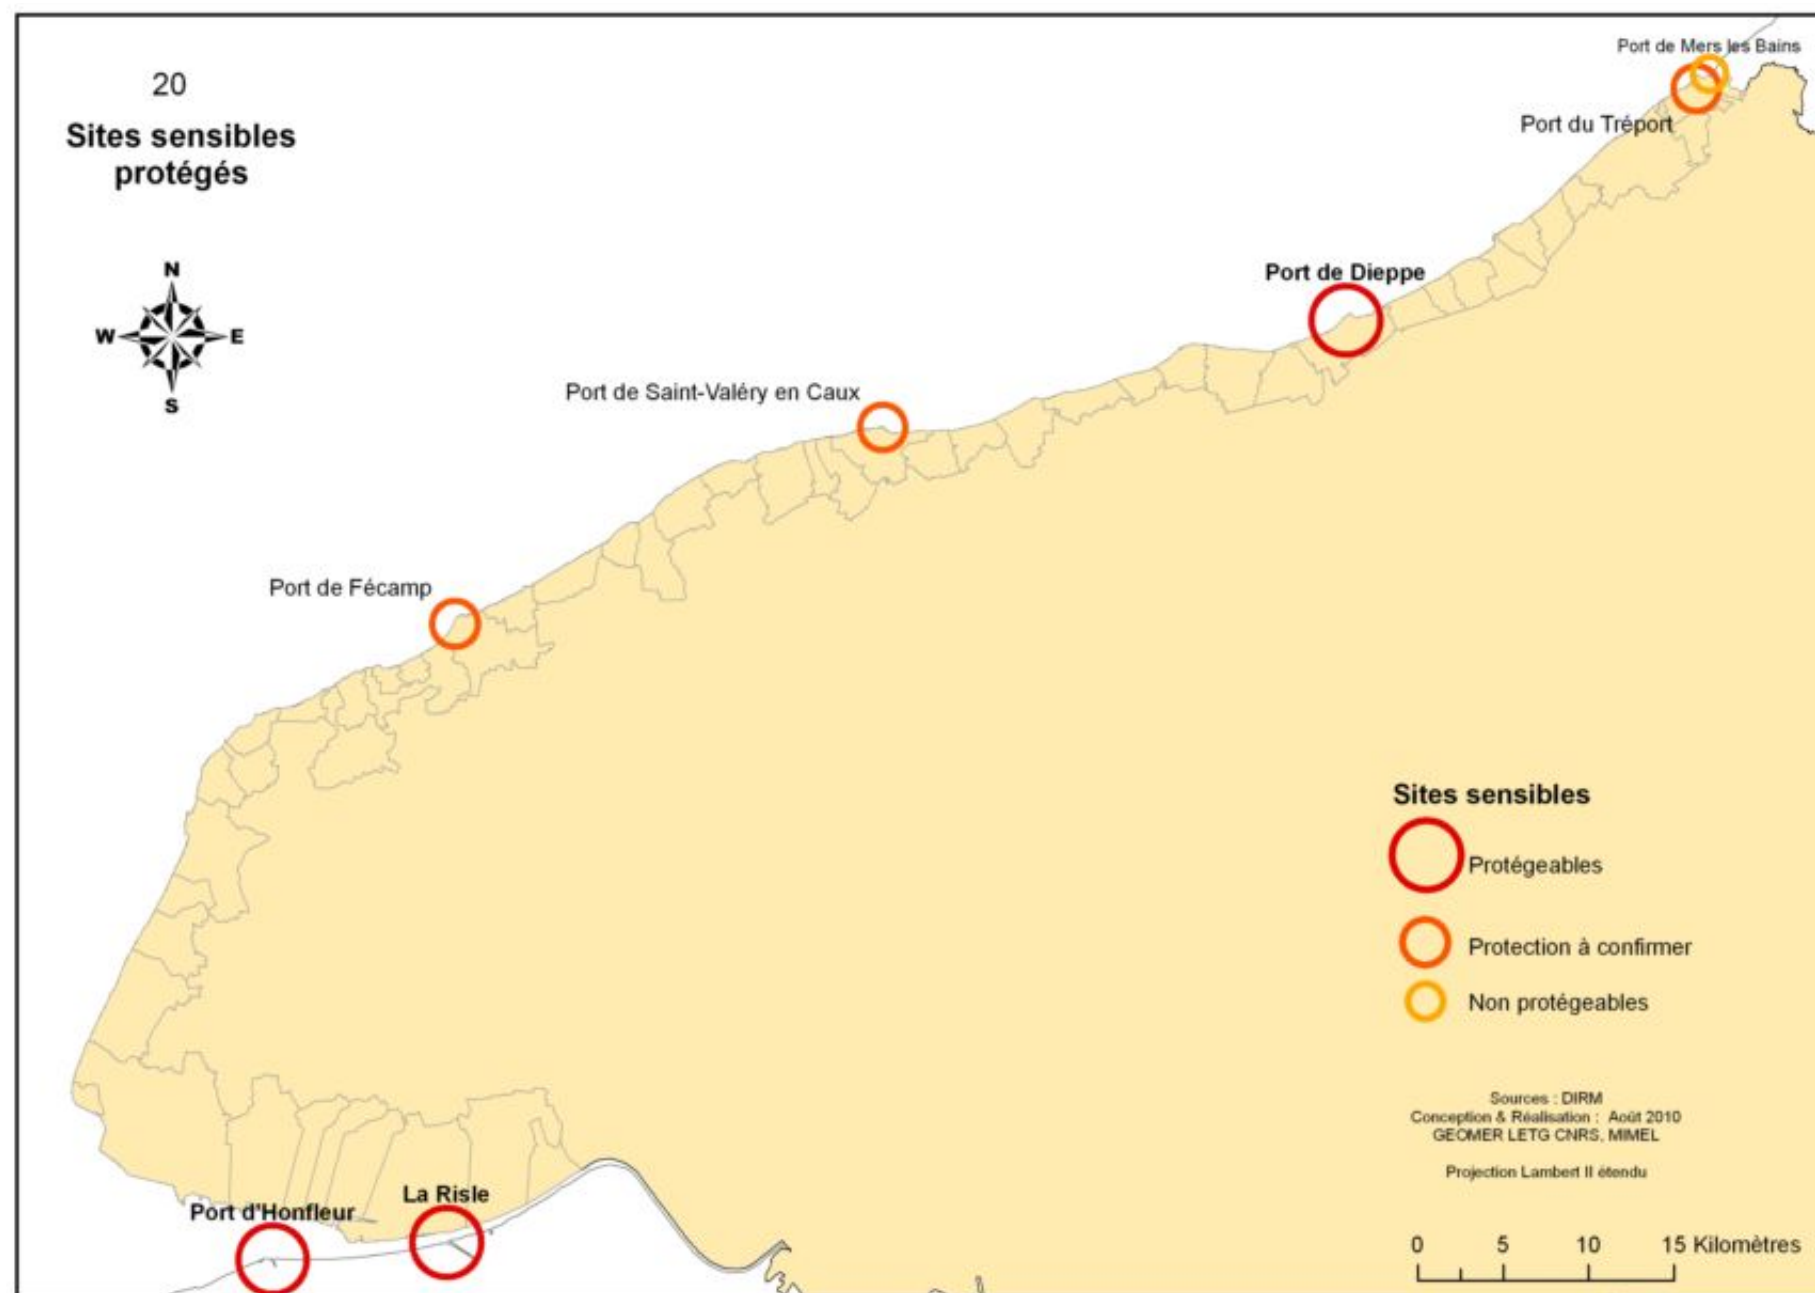 20
Sites sensibles
protégés
N
W E
S
Port de Mers les Bains
Port du Tréport
Port de Dieppe
Port de Saint-Valéry en Caux
Port de Fécamp
Port d'Honfleur
La Risle
Sites sensibles
Protégeables
Protection à confirmer
Non protégeables
Sources : DIRM
Conception & Réalisation : Août 2010
GEOMER LETG CNRS, MIMEL
Projection Lambert II étendu
0 5 10 15 Kilomètres